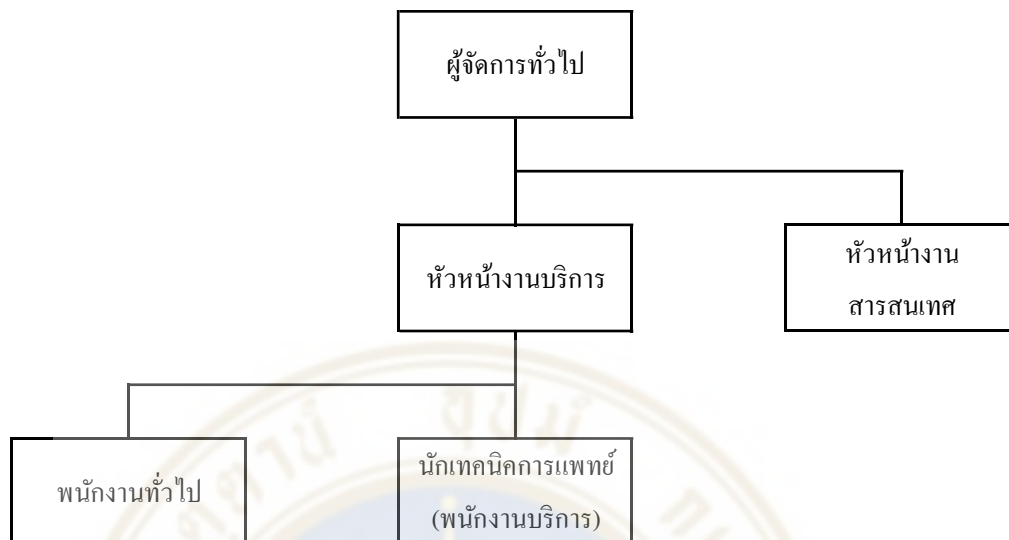 ผู้จัดการทั่วไป
หัวหน้างานบริการ
หัวหน้างาน
สารสนเทศ
พนักงานทั่วไป
นักเทคนิคการแพทย์
(พนักงานบริการ)